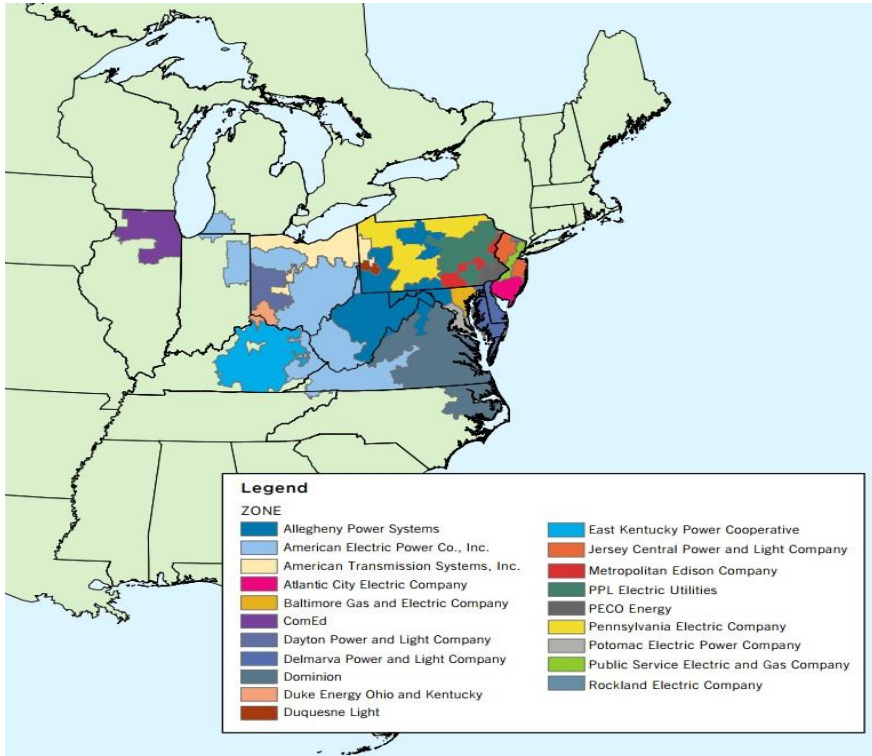 Legend
ZONE
Allegheny Power Systems
American Electric Power Co., Inc.
American Transmission Systems, Inc.
Atlantic City Electric Company
Baltimore Gas and Electric Company
ComEd
Dayton Power and Light Company
Delmarva Power and Light Company
Dominion
Duke Energy Ohio and Kentucky
Duquesne Light
East Kentucky Power Cooperative
Jersey Central Power and Light Company
Metropolitan Edison Company
PPL Electric Utilities
PECO Energy
Pennsylvania Electric Company
Potomac Electric Power Company
Public Service Electric and Gas Company
Rockland Electric Company